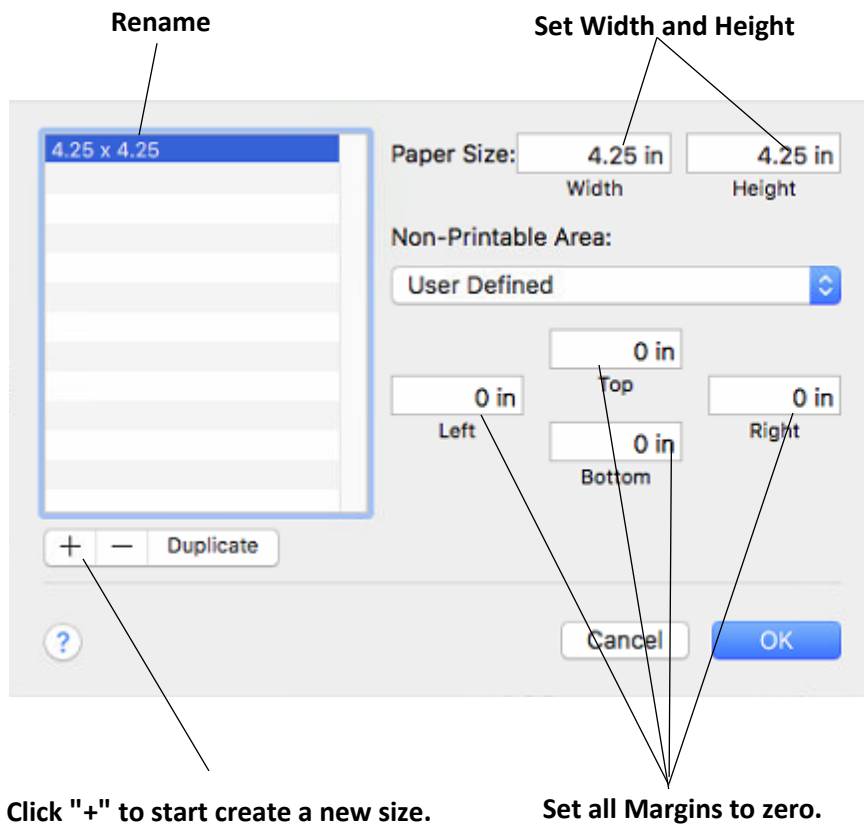 Rename
Set Width and Height
4.25 x 4.25
Paper Size:
4.25 in
4.25 in
Width
Height
Non-Printable Area:
User Defined
0 in
Top
0 in
0 in
Left
Right
0 in
Bottom
+ − Duplicate
?
Cancel
OK
Click "+" to start create a new size.
Set all Margins to zero.